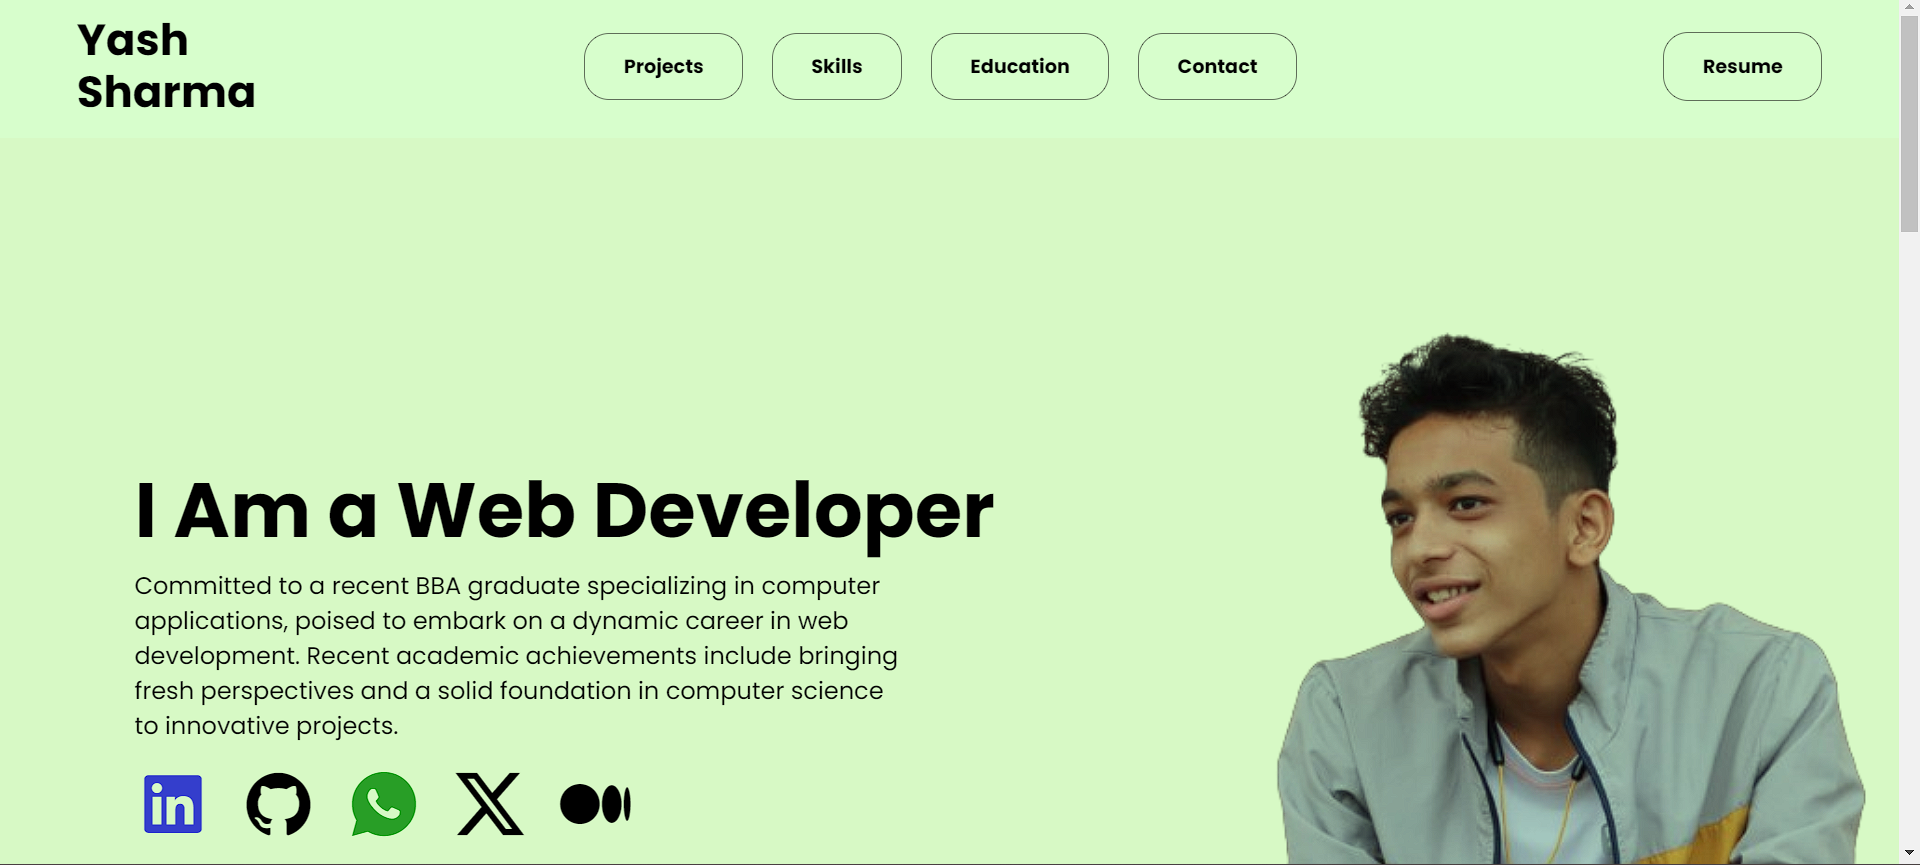 Yash
Sharma
Projects
Skills
Education
Contact
Resume
I Am a Web Developer
Committed to a recent BBA graduate specializing in computer
applications, poised to embark on a dynamic career in web
development. Recent academic achievements include bringing
fresh perspectives and a solid foundation in computer science
to innovative projects.
in